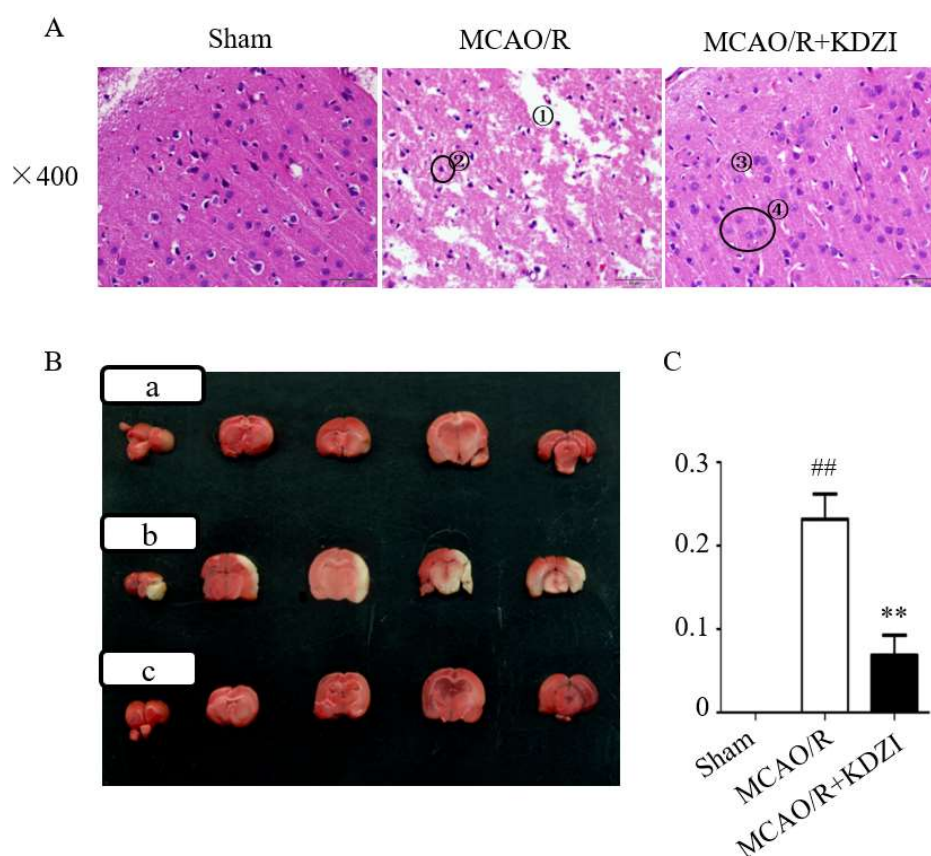 A
Sham
MCAO/R
MCAO/R+KDZI
×400
①
②
③
④
B
a
b
c
C
0.3
0.2
0.1
0
##
**
Sham
MCAO/R
MCAO/R+KDZI